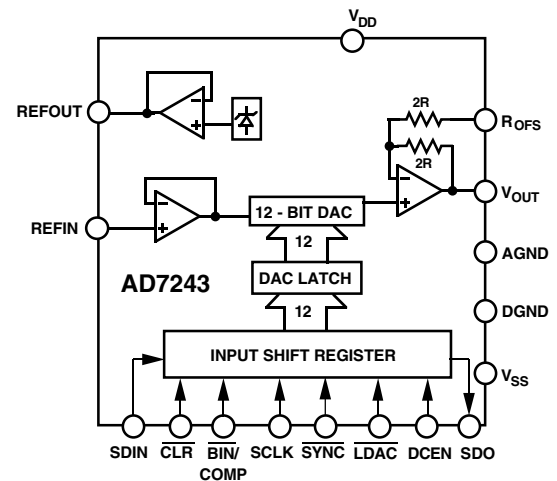 VDD
REFOUT
2R
ROFS
2R
VOUT
REFIN
12 - BIT DAC
12
AGND
AD7243
DAC LATCH
12
DGND
INPUT SHIFT REGISTER
VSS
SDIN
CLR
BIN/
COMP
SCLK
SYNC
LDAC
DCEN
SDO